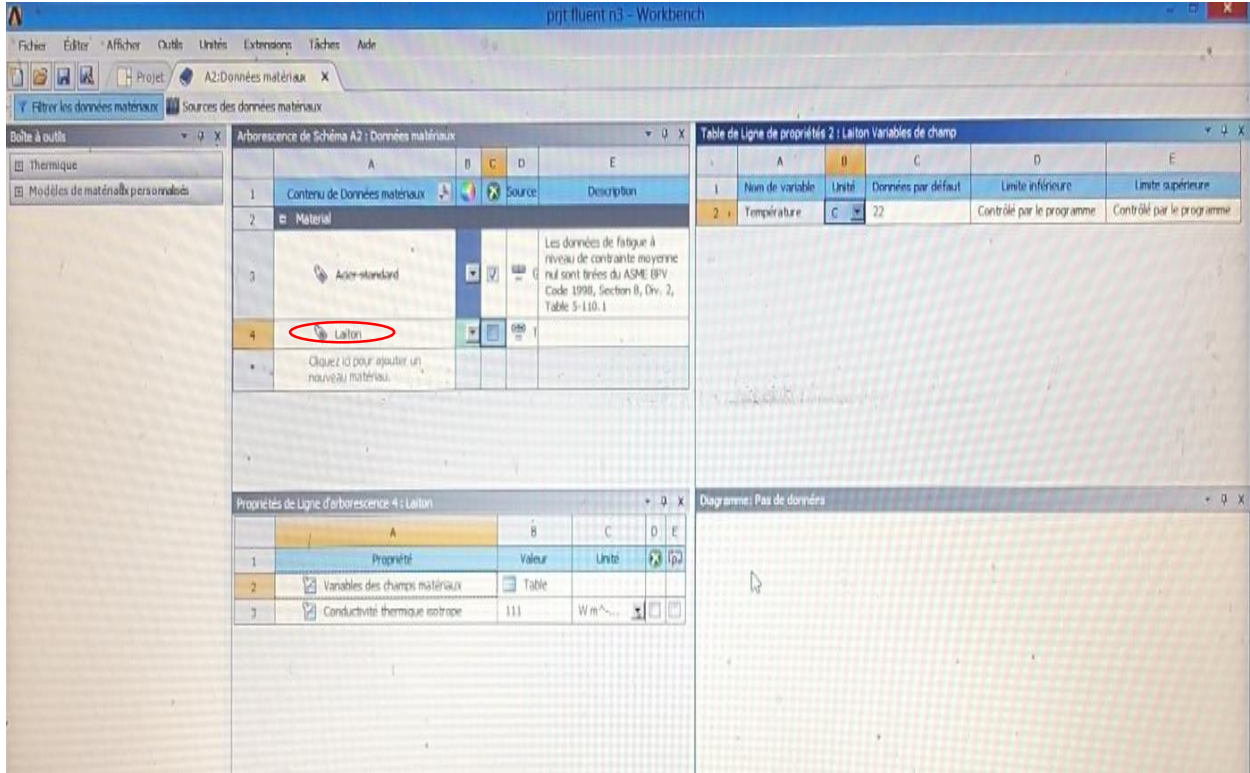 prjt fluent n3 - Workbench
Fichier Éditer Afficher Outils Unités Extensions Tâches Aide
Projet A2:Données matériaux X
Filtrer les données matériaux Sources des données matériaux
Boîte à outils
Thermique
Modèles de matériaux personnalisés
Arborescence de Schéma A2 : Données matériaux
A B C D E
1 Contenu de Données matériaux Source Description
2 Material
3 Acier standard Les données de fatigue à
niveau de contrainte moyenne
nul sont tirées du ASME BPV
Code 1998, Section 8, Div. 2,
Table 5-110.1
4 Laiton
* Cliquez ici pour ajouter un
nouveau matériau.
Table de Ligne de propriétés 2 : Laiton Variables de champ
A B C D E
1 Nom de variable Unité Données par défaut Limite inférieure Limite supérieure
2 Température C 22 Contrôlé par le programme Contrôlé par le programme
Propriétés de Ligne d'arborescence 4 : Laiton
A B C D E
1 Propriété Valeur Unité
2 Variables des champs matériaux Table
3 Conductivité thermique isotrope 111 W m^-...
Diagramme: Pas de données